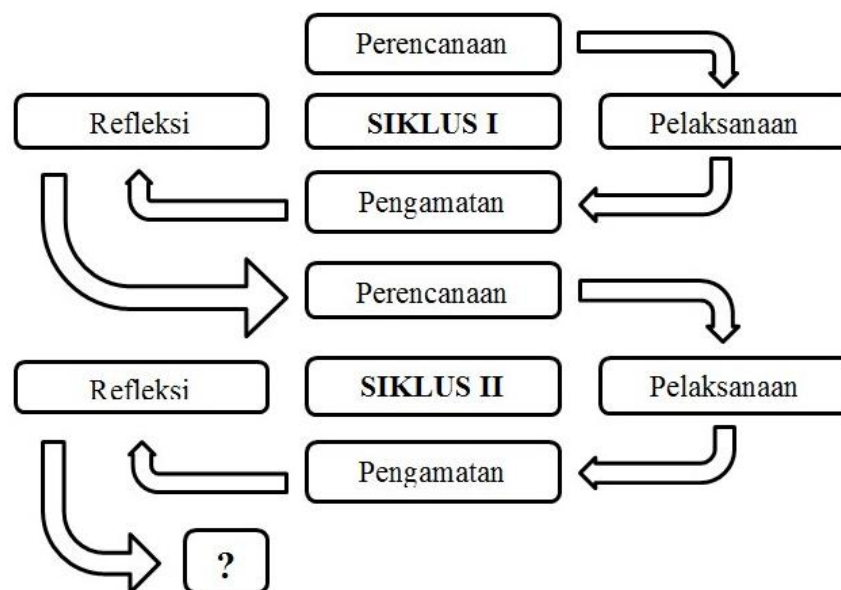 Perencanaan
Refleksi
SIKLUS I
Pelaksanaan
Pengamatan
Perencanaan
Refleksi
SIKLUS II
Pelaksanaan
Pengamatan
?